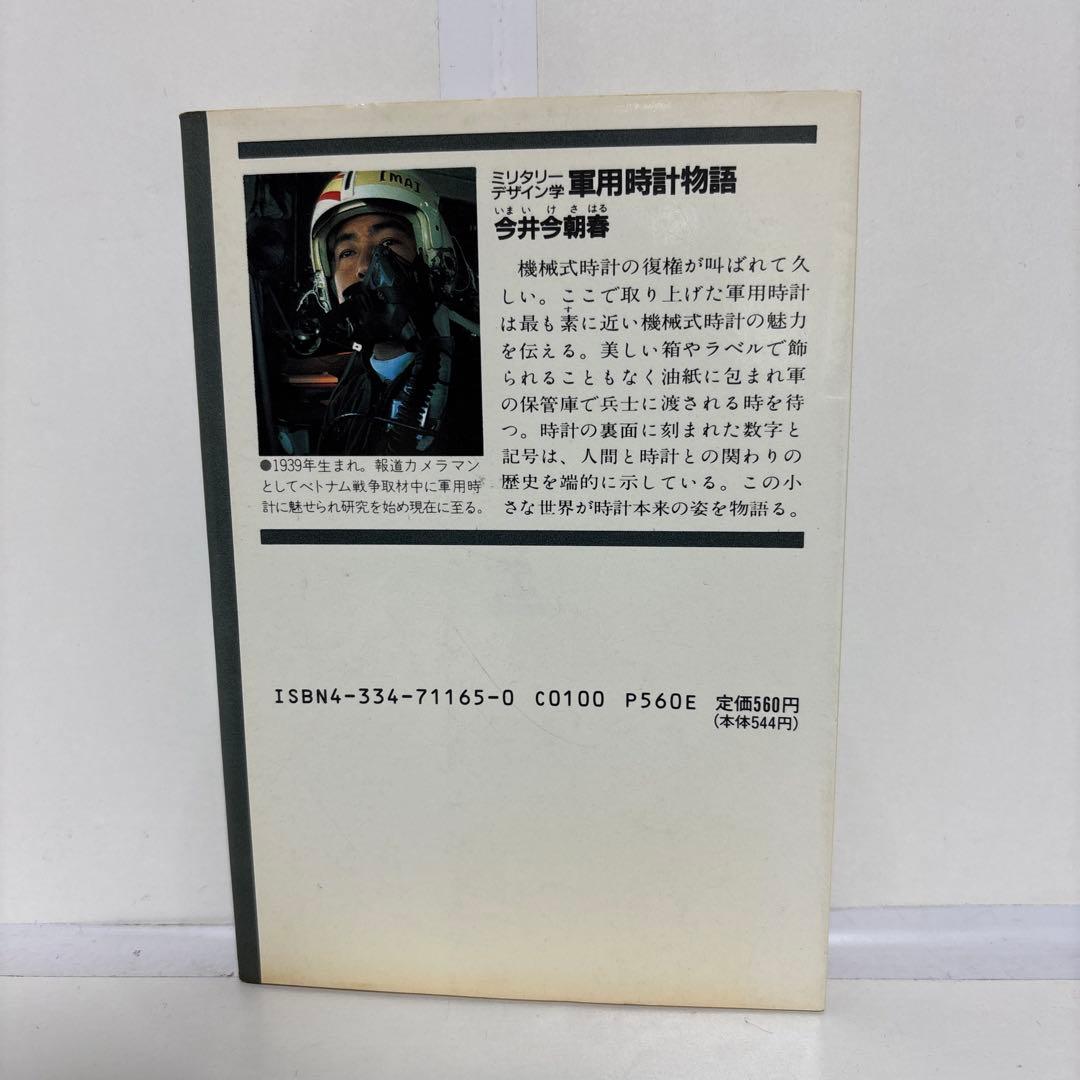 IMAI
ミリタリー
デザイン学 軍用時計物語
いまいけさはる
今井今朝春
機械式時計の復権が叫ばれて久
しい。ここで取り上げた軍用時計
は最も素に近い機械式時計の魅力
す
を伝える。美しい箱やラベルで飾
られることもなく油紙に包まれ軍
の保管庫で兵士に渡される時を待
つ。時計の裏面に刻まれた数字と
記号は、人間と時計との関わりの
歴史を端的に示している。この小
さな世界が時計本来の姿を物語る。
●1939年生まれ。報道カメラマン
としてベトナム戦争取材中に軍用時
計に魅せられ研究を始め現在に至る。
ISBN4-334-71165-0 C0100 P560E 定価560円
(本体544円)